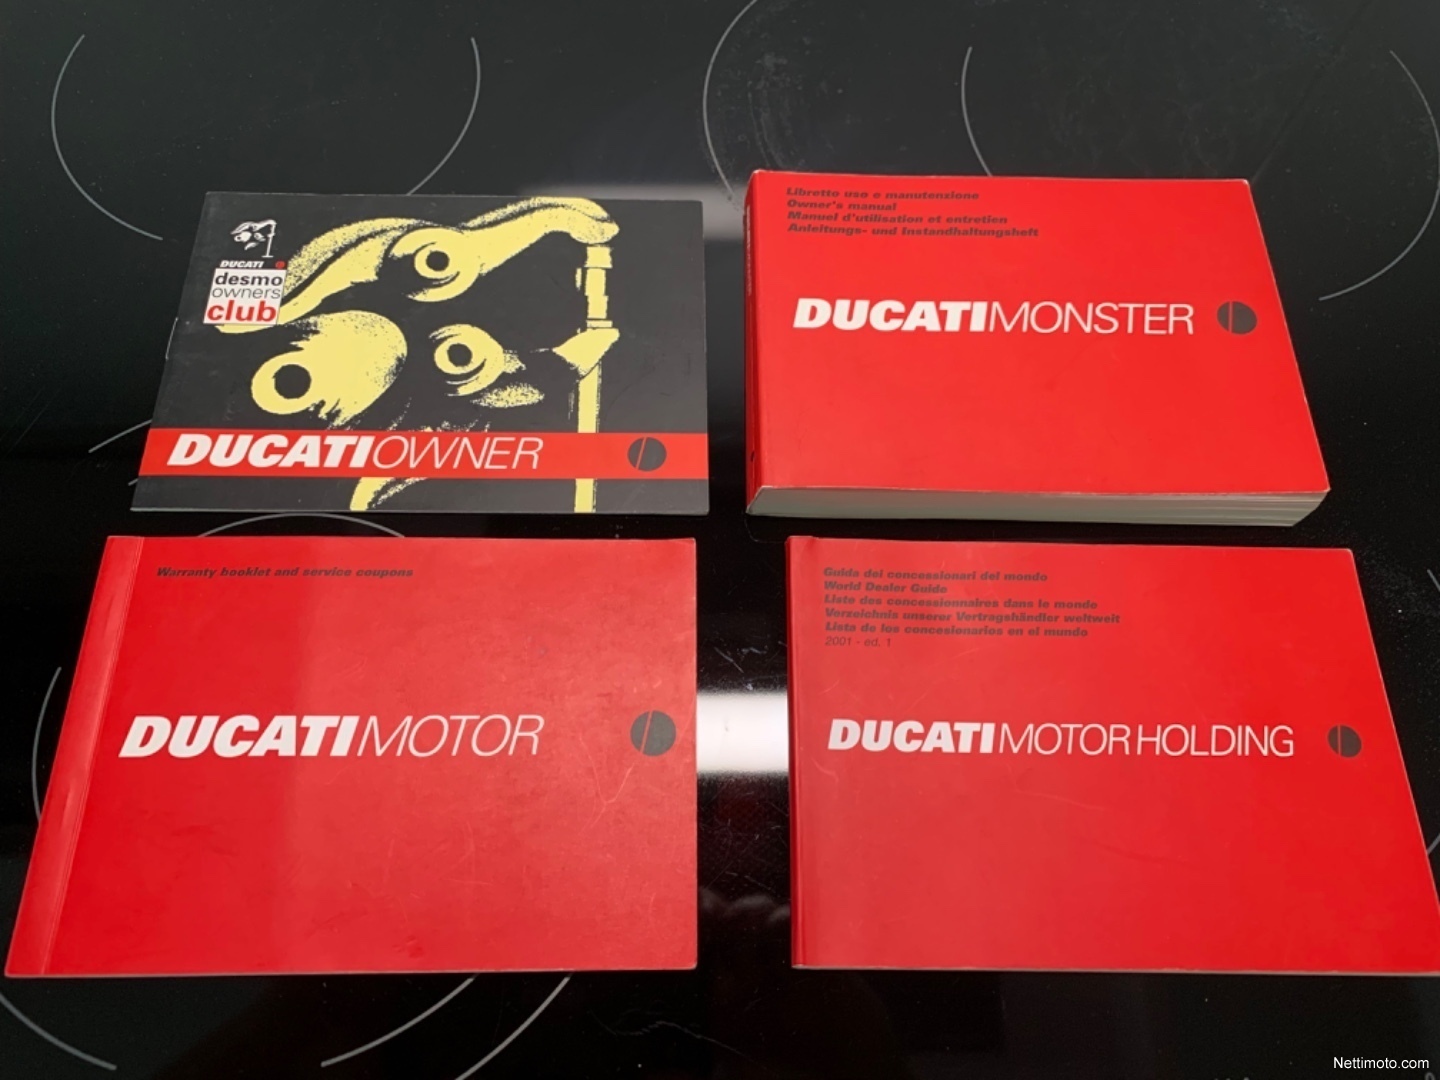 DUCATI
desmo
owners
club
DUCATIOWNER
Libretto uso e manutenzione
Owner's manual
Manuel d'utilisation et entretien
Anleitungs- und Instandhaltungsheft
DUCATIMONSTER
Warranty booklet and service coupons
DUCATIMOTOR
Guida dei concessionari del mondo
World Dealer Guide
Liste des concessionnaires dans le monde
Verzeichnis unserer Vertragshändler weltweit
Lista de los concesionarios en el mundo
2001 - ed. 1
DUCATIMOTORHOLDING
Nettimoto.com